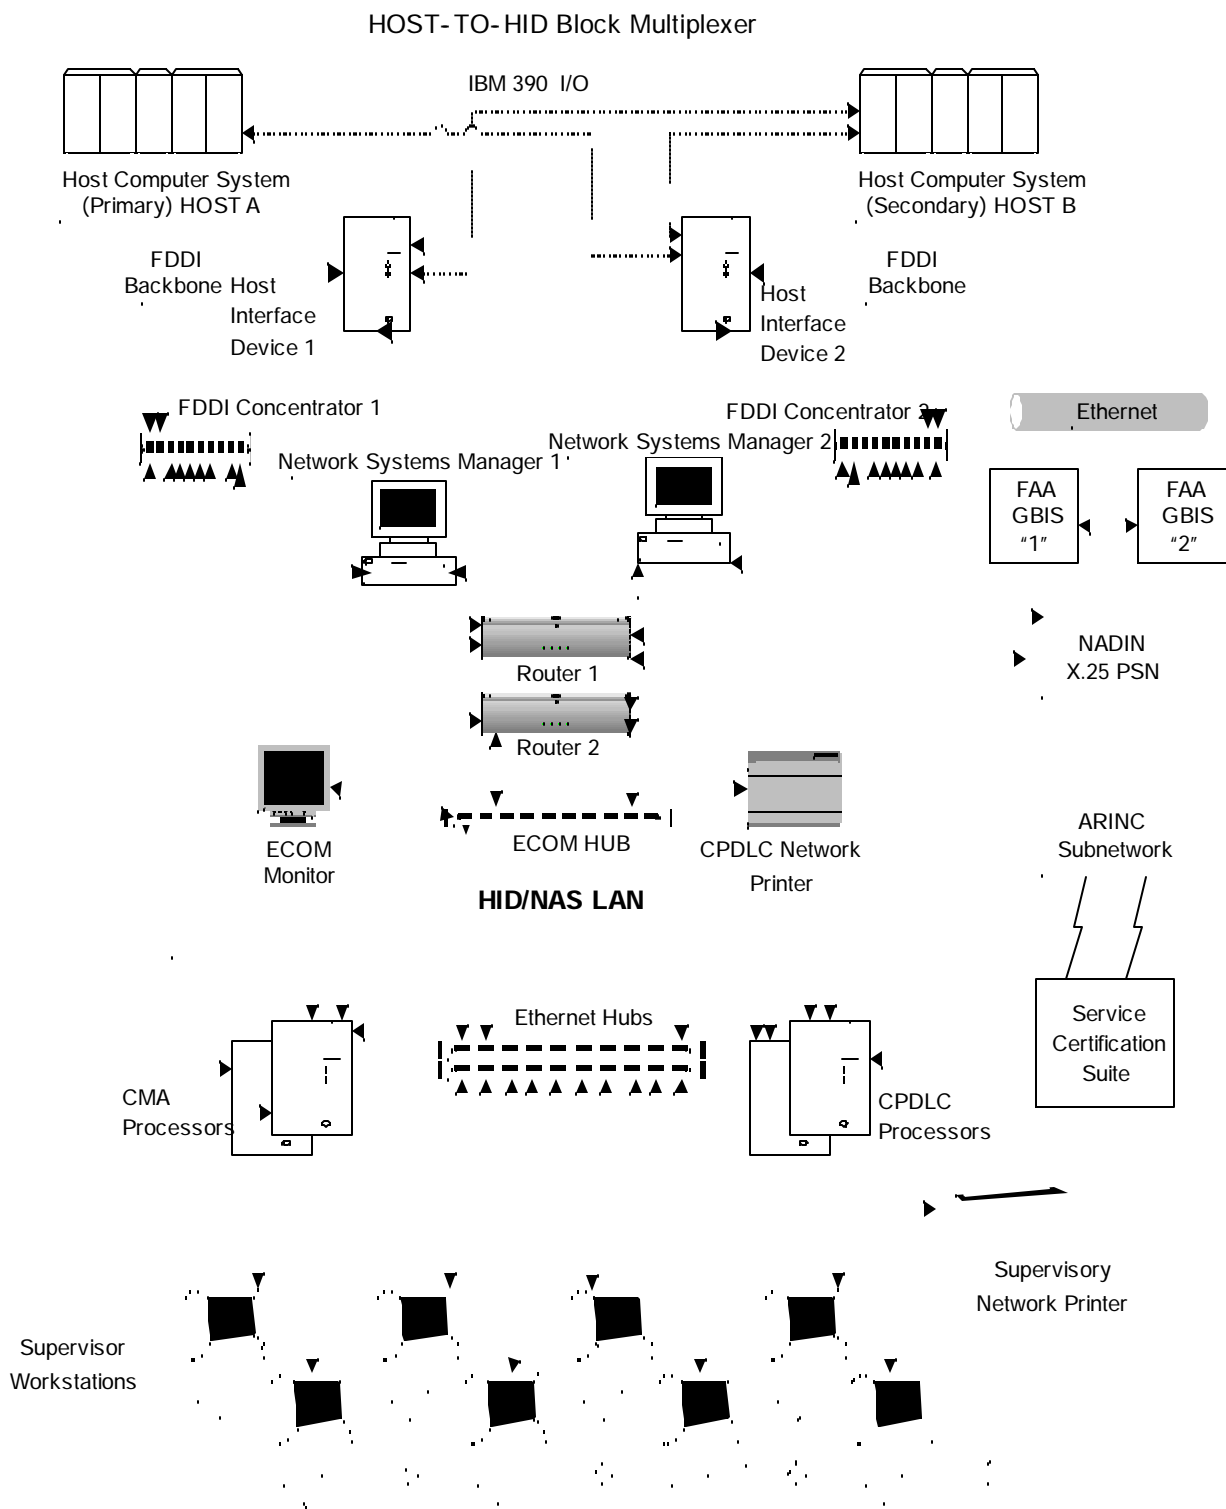 HOST-TO-HID Block Multiplexer
IBM 390 I/O
Host Computer System
(Primary) HOST A
Host Computer System
(Secondary) HOST B
FDDI
Backbone
Host
Interface
Device 1
Host
Interface
Device 2
FDDI
Backbone
FDDI Concentrator 1
FDDI Concentrator 2
Ethernet
Network Systems Manager 1
Network Systems Manager 2
FAA
GBIS
"1"
FAA
GBIS
"2"
Router 1
NADIN
X.25 PSN
Router 2
ECOM
Monitor
ECOM HUB
CPDLC Network
Printer
ARINC
Subnetwork
HID/NAS LAN
Ethernet Hubs
Service
Certification
Suite
CMA
Processors
CPDLC
Processors
Supervisory
Network Printer
Supervisor
Workstations